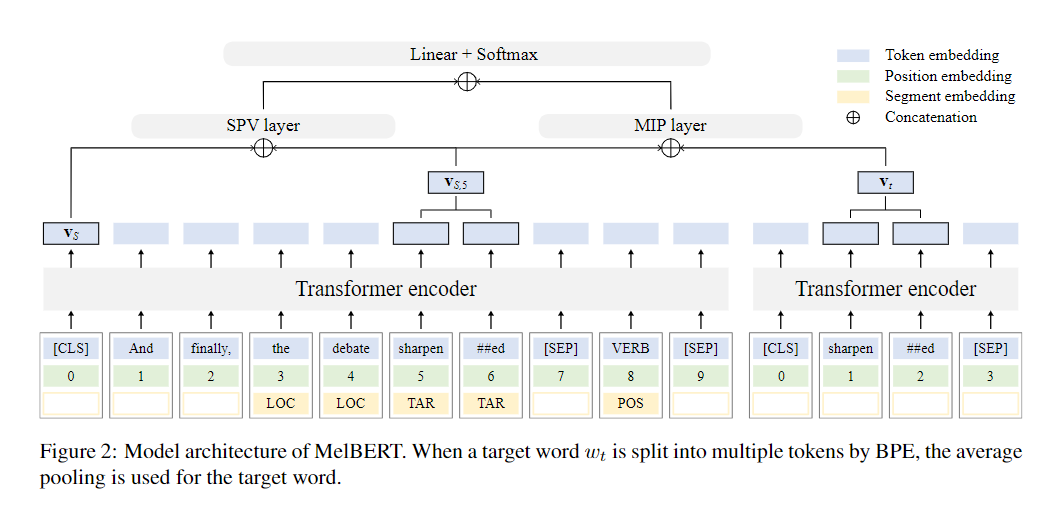 Linear + Softmax
Token embedding
Position embedding
Segment embedding
⊕ Concatenation
SPV layer
MIP layer
v_{S,5}
v_t
v_S
Transformer encoder
Transformer encoder
[CLS] And finally, the debate sharpen ##ed [SEP] VERB [SEP]
[CLS] sharpen ##ed [SEP]
0 1 2 3 4 5 6 7 8 9
0 1 2 3
LOC LOC TAR TAR POS
Figure 2: Model architecture of MelBERT. When a target word w_t is split into multiple tokens by BPE, the average
pooling is used for the target word.